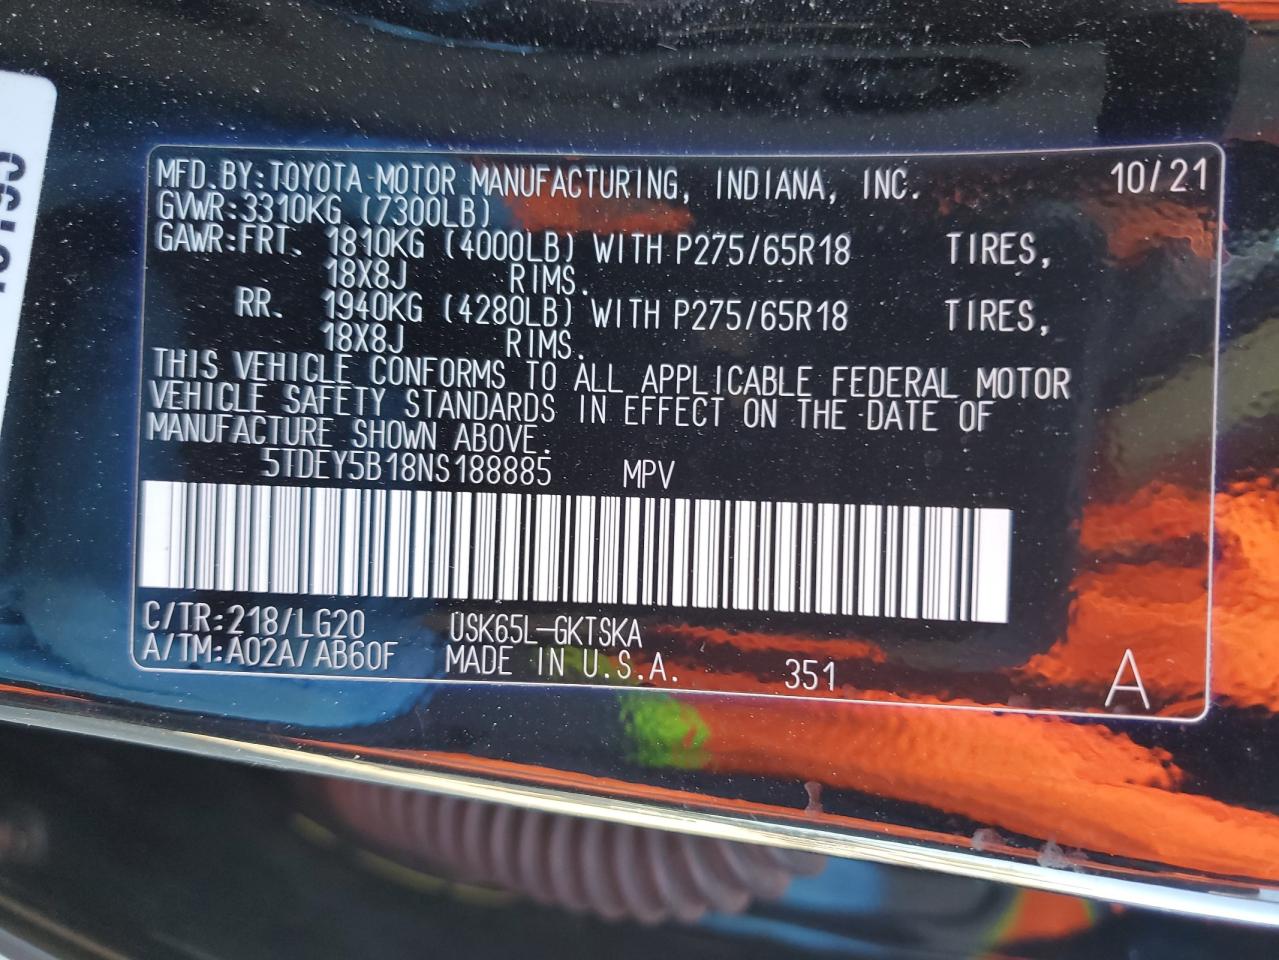 MFD.BY:TOYOTA MOTOR MANUFACTURING, INDIANA, INC. 10/21
GVWR:3310KG (7300LB)
GAWR:FRT. 1810KG (4000LB) WITH P275/65R18 TIRES,
18X8J RIMS.
RR. 1940KG (4280LB) WITH P275/65R18 TIRES,
18X8J RIMS.
THIS VEHICLE CONFORMS TO ALL APPLICABLE FEDERAL MOTOR
VEHICLE SAFETY STANDARDS IN EFFECT ON THE DATE OF
MANUFACTURE SHOWN ABOVE.
5TDEY5B18NS188885 MPV
C/TR:218/LG20 USK65L-GKTSKA
A/TM:A02A/AB60F MADE IN U.S.A. 351 A